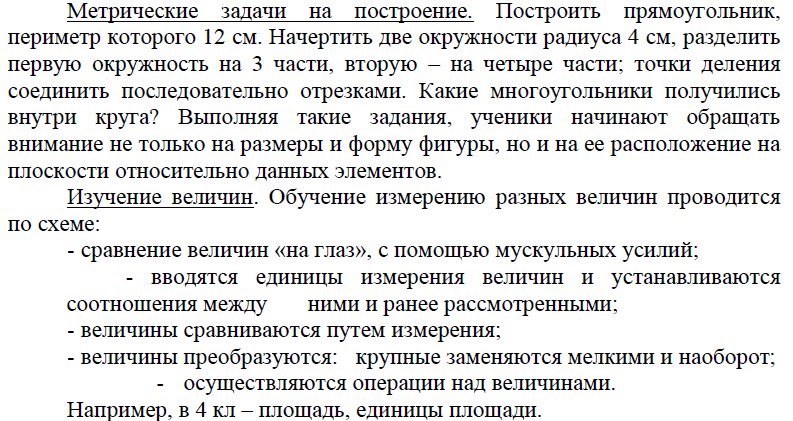 Метрические задачи на построение. Построить прямоугольник,
периметр которого 12 см. Начертить две окружности радиуса 4 см, разделить
первую окружность на 3 части, вторую – на четыре части; точки деления
соединить последовательно отрезками. Какие многоугольники получились
внутри круга? Выполняя такие задания, ученики начинают обращать
внимание не только на размеры и форму фигуры, но и на ее расположение на
плоскости относительно данных элементов.
Изучение величин. Обучение измерению разных величин проводится
по схеме:
- сравнение величин «на глаз», с помощью мускульных усилий;
- вводятся единицы измерения величин и устанавливаются
соотношения между ними и ранее рассмотренными;
- величины сравниваются путем измерения;
- величины преобразуются: крупные заменяются мелкими и наоборот;
- осуществляются операции над величинами.
Например, в 4 кл – площадь, единицы площади.